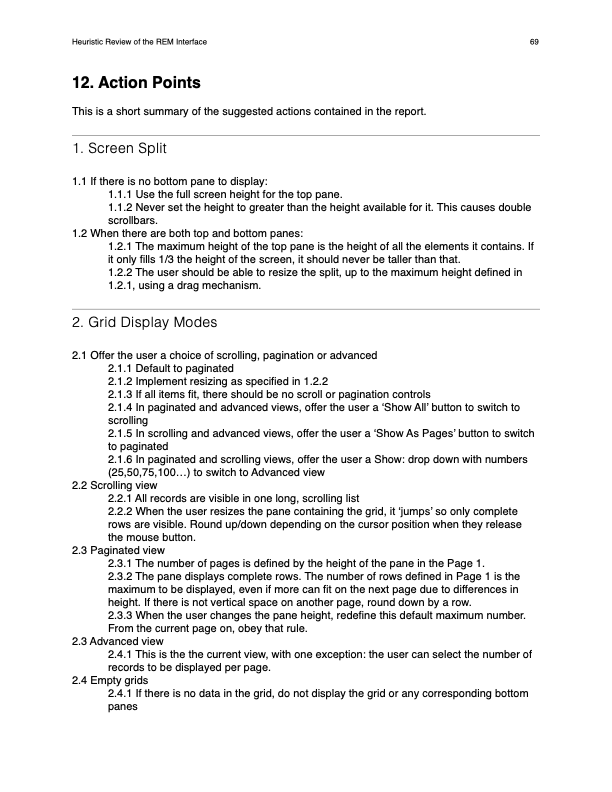 Heuristic Review of the REM Interface 69
12. Action Points
This is a short summary of the suggested actions contained in the report.
1. Screen Split
1.1 If there is no bottom pane to display:
1.1.1 Use the full screen height for the top pane.
1.1.2 Never set the height to greater than the height available for it. This causes double
scrollbars.
1.2 When there are both top and bottom panes:
1.2.1 The maximum height of the top pane is the height of all the elements it contains. If
it only fills 1/3 the height of the screen, it should never be taller than that.
1.2.2 The user should be able to resize the split, up to the maximum height defined in
1.2.1, using a drag mechanism.
2. Grid Display Modes
2.1 Offer the user a choice of scrolling, pagination or advanced
2.1.1 Default to paginated
2.1.2 Implement resizing as specified in 1.2.2
2.1.3 If all items fit, there should be no scroll or pagination controls
2.1.4 In paginated and advanced views, offer the user a ‘Show All’ button to switch to
scrolling
2.1.5 In scrolling and advanced views, offer the user a ‘Show As Pages’ button to switch
to paginated
2.1.6 In paginated and scrolling views, offer the user a Show: drop down with numbers
(25,50,75,100…) to switch to Advanced view
2.2 Scrolling view
2.2.1 All records are visible in one long, scrolling list
2.2.2 When the user resizes the pane containing the grid, it ‘jumps’ so only complete
rows are visible. Round up/down depending on the cursor position when they release
the mouse button.
2.3 Paginated view
2.3.1 The number of pages is defined by the height of the pane in the Page 1.
2.3.2 The pane displays complete rows. The number of rows defined in Page 1 is the
maximum to be displayed, even if more can fit on the next page due to differences in
height. If there is not vertical space on another page, round down by a row.
2.3.3 When the user changes the pane height, redefine this default maximum number.
From the current page on, obey that rule.
2.3 Advanced view
2.4.1 This is the the current view, with one exception: the user can select the number of
records to be displayed per page.
2.4 Empty grids
2.4.1 If there is no data in the grid, do not display the grid or any corresponding bottom
panes